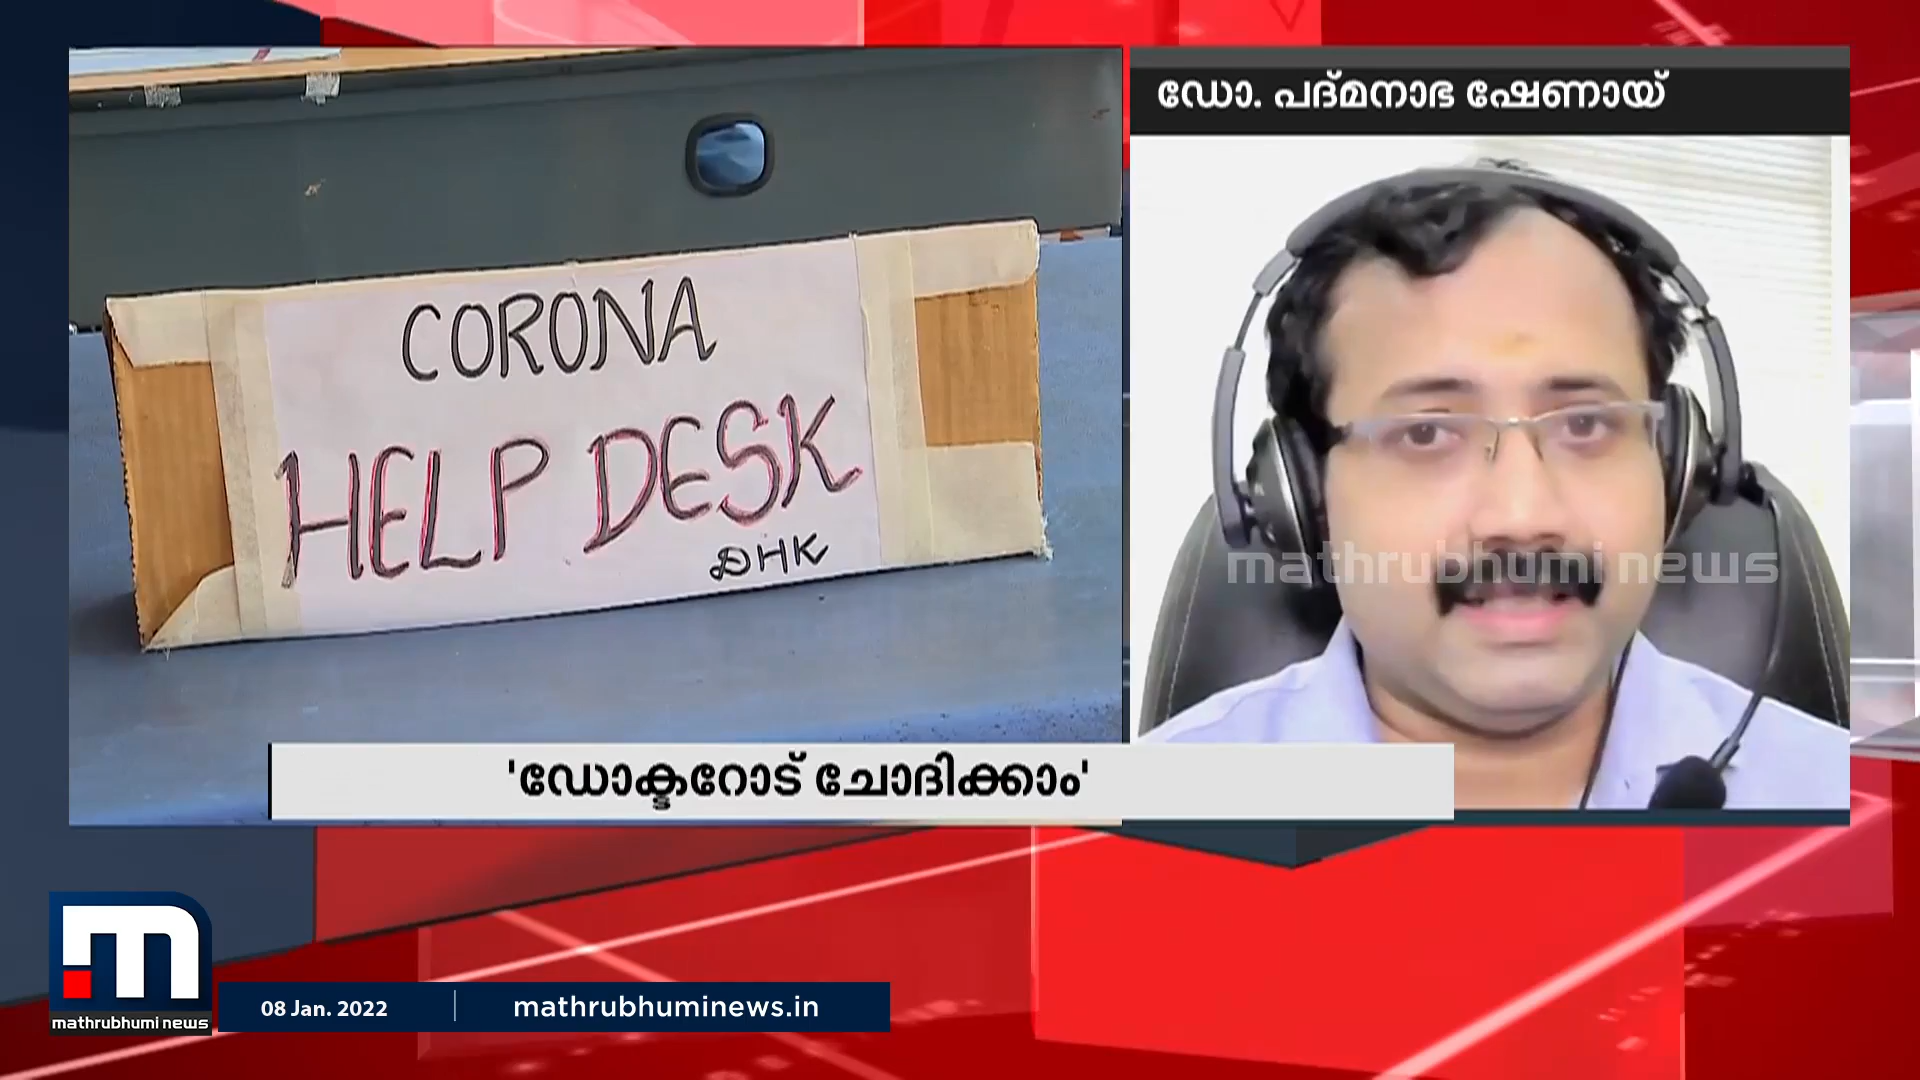 ഡോ. പദ്മനാഭ ഷേണായ്
CORONA
HELP DESK
DHK
mathrubhumi news
'ഡോക്ടറോട് ചോദിക്കാം'
mathrubhumi news
08 Jan. 2022
mathrubhuminews.in